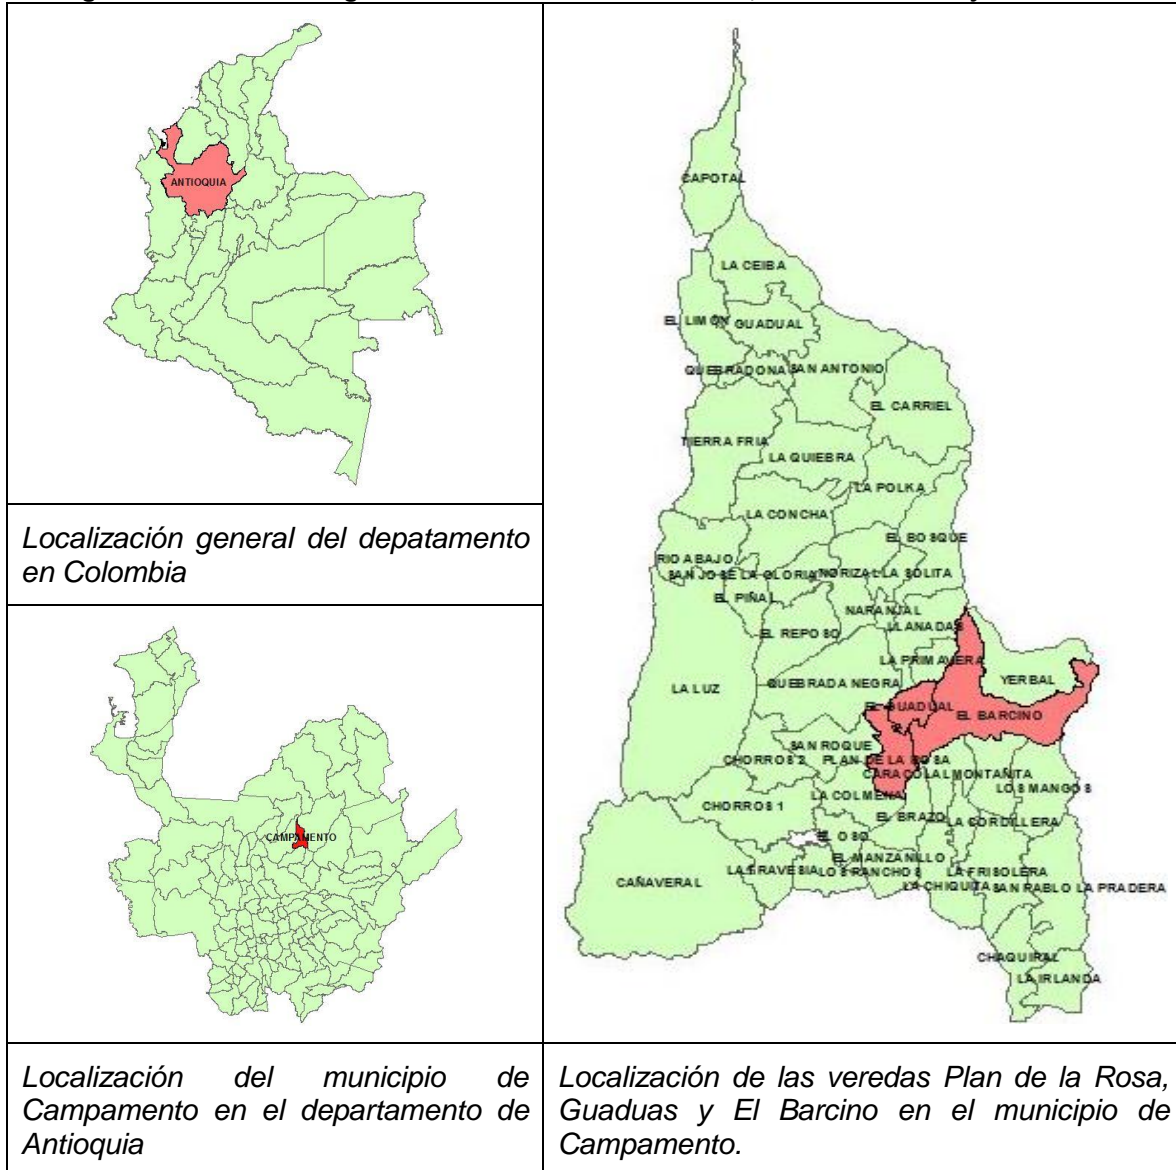 ANTIOQUIA
Localización general del depatamento
en Colombia
CAMPAMENTO
Localización del municipio de
Campamento en el departamento de
Antioquia
CAPOTAL
LA CEIBA
EL LIMÓN GUADUAL
QUEBRADONA SAN ANTONIO
EL CARRIEL
TIERRA FRIA
LA QUIEBRA
LA POLKA
LA CONCHA
EL BOSQUE
RIO ABAJO
SAN JOSÉ LA GLORIA NORIZAL LA SOLITA
EL PIÑAL
NARANJAL
EL REPOSO
LLANADAS
LA PRIMAVERA
YERBAL
LA LUZ
QUEBRADA NEGRA
EL GUADUAL
EL BARCINO
SAN ROQUE
CHORROS 2 PLAN DE LA ROSA
CARACOLAL MONTAÑITA
LOS MANGOS
LA COLMENA
CHORROS 1
EL BRAZO LA CORDILLERA
EL OSO
EL MANZANILLO
LA TRAVESIA LOS RANCHOS LA FRISOLERA
CAÑAVERAL
LA CHIQUITA SAN PABLO LA PRADERA
CHAQUIRAL
LA IRLANDA
Localización de las veredas Plan de la Rosa,
Guaduas y El Barcino en el municipio de
Campamento.